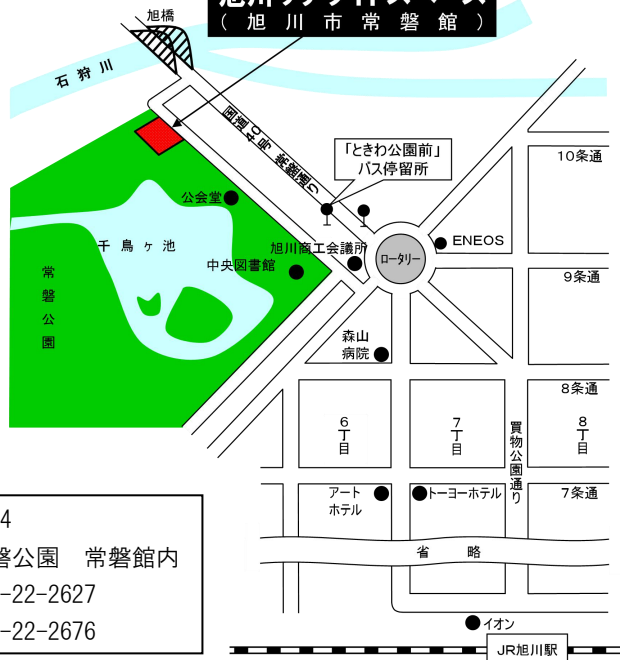 旭橋
(旭川市常磐館)
石狩川
国道40号 常磐通り
「ときわ公園前」
バス停留所
10条通
公会堂
千鳥ヶ池
旭川商工会議所
ロータリー
ENEOS
中央図書館
9条通
常磐公園
森山
病院
8条通
6丁目
7丁目
8丁目
買物公園通り
アート
ホテル
トーヨーホテル
7条通
省略
4
磐公園 常磐館内
-22-2627
-22-2676
イオン
JR旭川駅